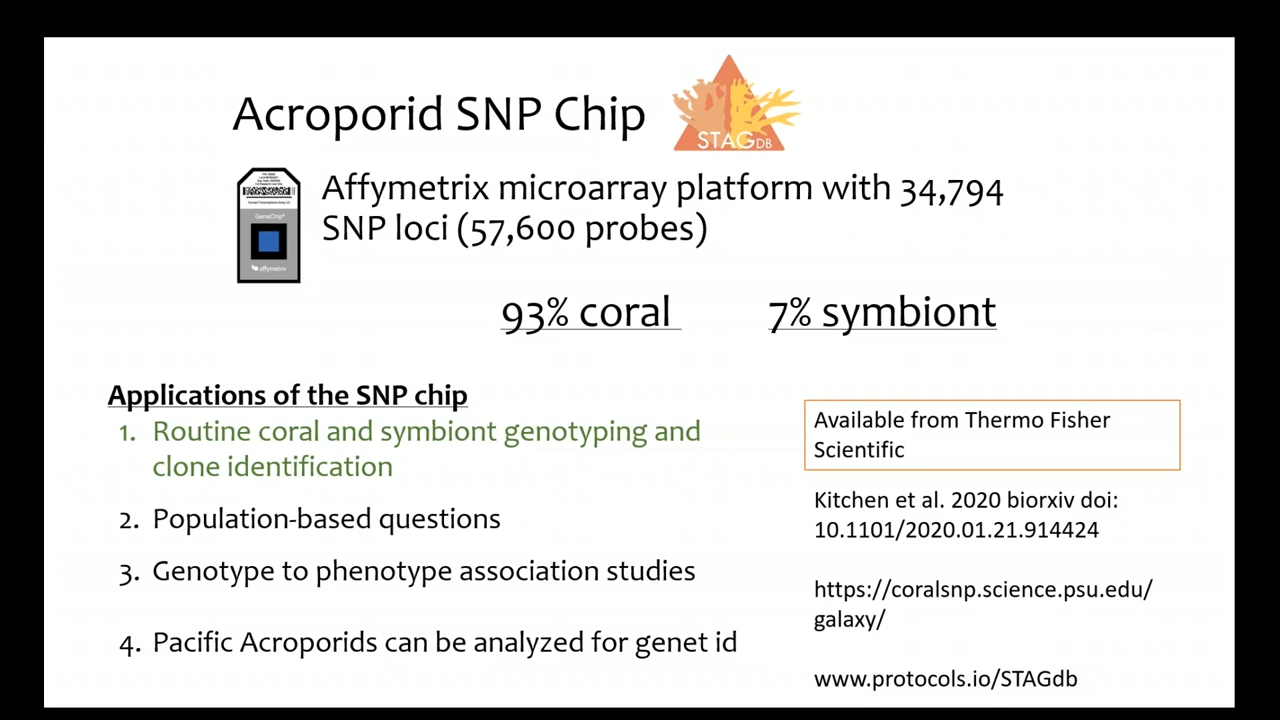 Acroporid SNP Chip
STAGDB
Affymetrix microarray platform with 34,794
SNP loci (57,600 probes)
GeneChip®
affymetrix
93% coral
7% symbiont
Applications of the SNP chip
1. Routine coral and symbiont genotyping and
clone identification
2. Population-based questions
3. Genotype to phenotype association studies
4. Pacific Acroporids can be analyzed for genet id
Available from Thermo Fisher
Scientific
Kitchen et al. 2020 biorxiv doi:
10.1101/2020.01.21.914424
https://coralsnp.science.psu.edu/
galaxy/
www.protocols.io/STAGdb